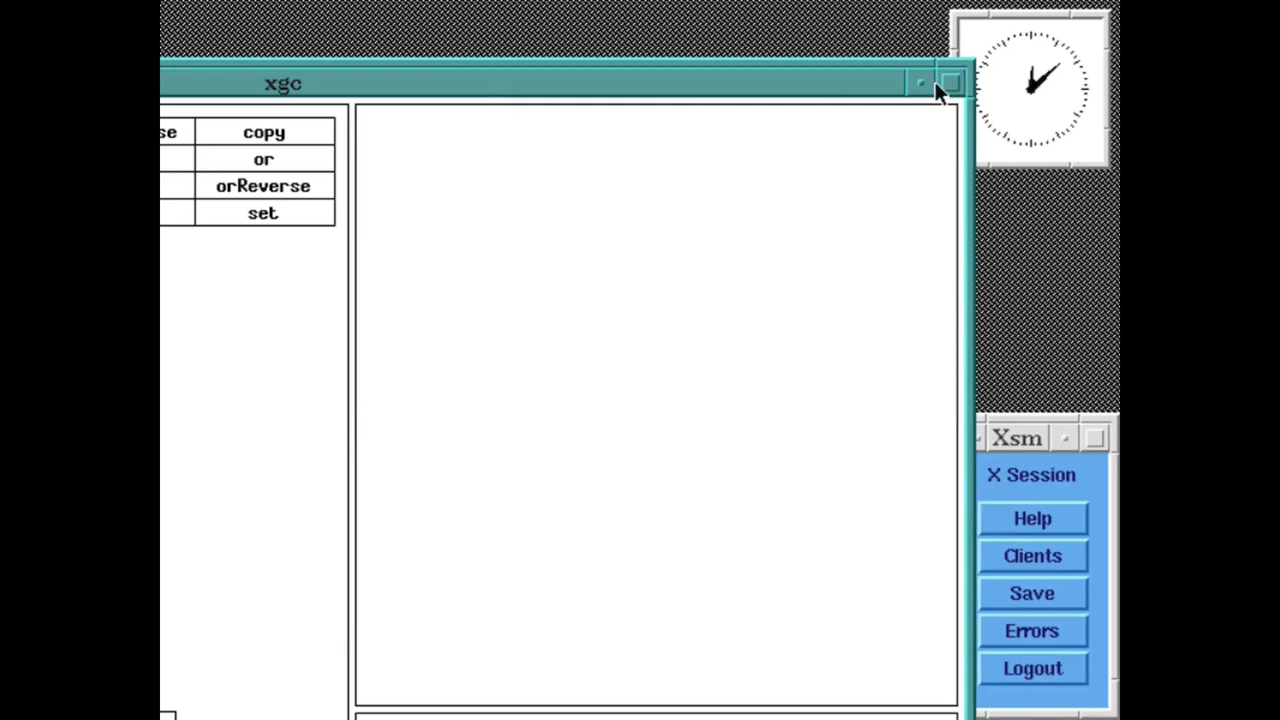 xgc
se copy
or
orReverse
set
Xsm
X Session
Help
Clients
Save
Errors
Logout